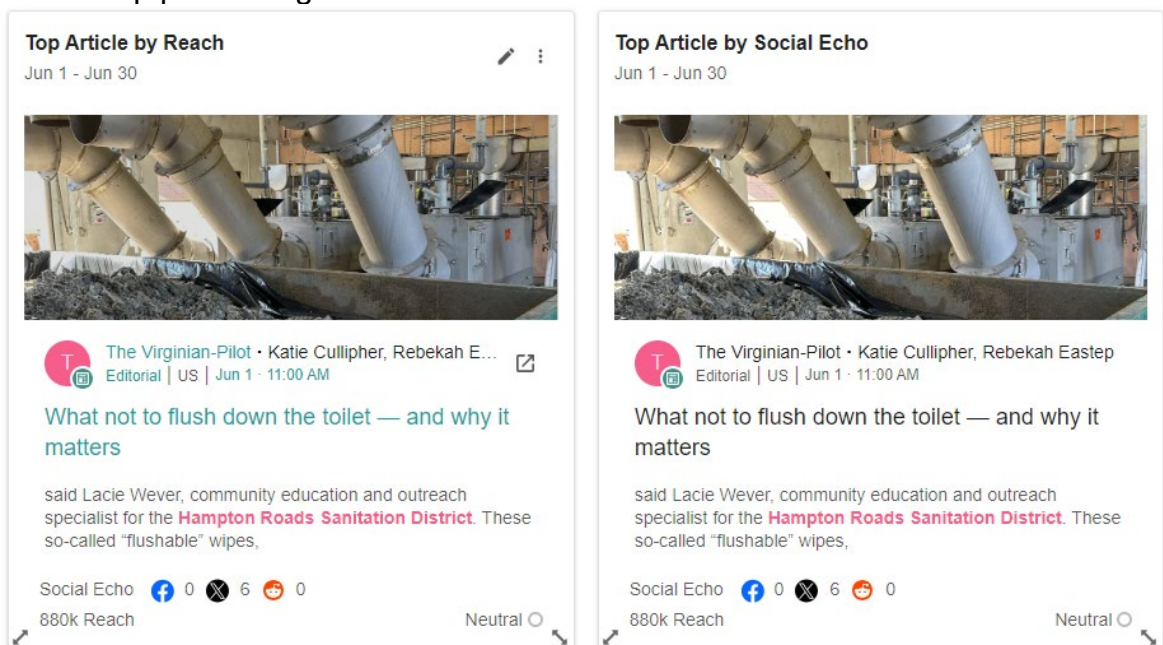 Top Article by Reach
Jun 1 - Jun 30
T
The Virginian-Pilot · Katie Cullipher, Rebekah E...
Editorial | US | Jun 1 · 11:00 AM
What not to flush down the toilet — and why it
matters
said Lacie Wever, community education and outreach
specialist for the Hampton Roads Sanitation District. These
so-called “flushable” wipes,
Social Echo 0 6 0
880k Reach Neutral
Top Article by Social Echo
Jun 1 - Jun 30
T
The Virginian-Pilot · Katie Cullipher, Rebekah Eastep
Editorial | US | Jun 1 · 11:00 AM
What not to flush down the toilet — and why it
matters
said Lacie Wever, community education and outreach
specialist for the Hampton Roads Sanitation District. These
so-called “flushable” wipes,
Social Echo 0 6 0
880k Reach Neutral